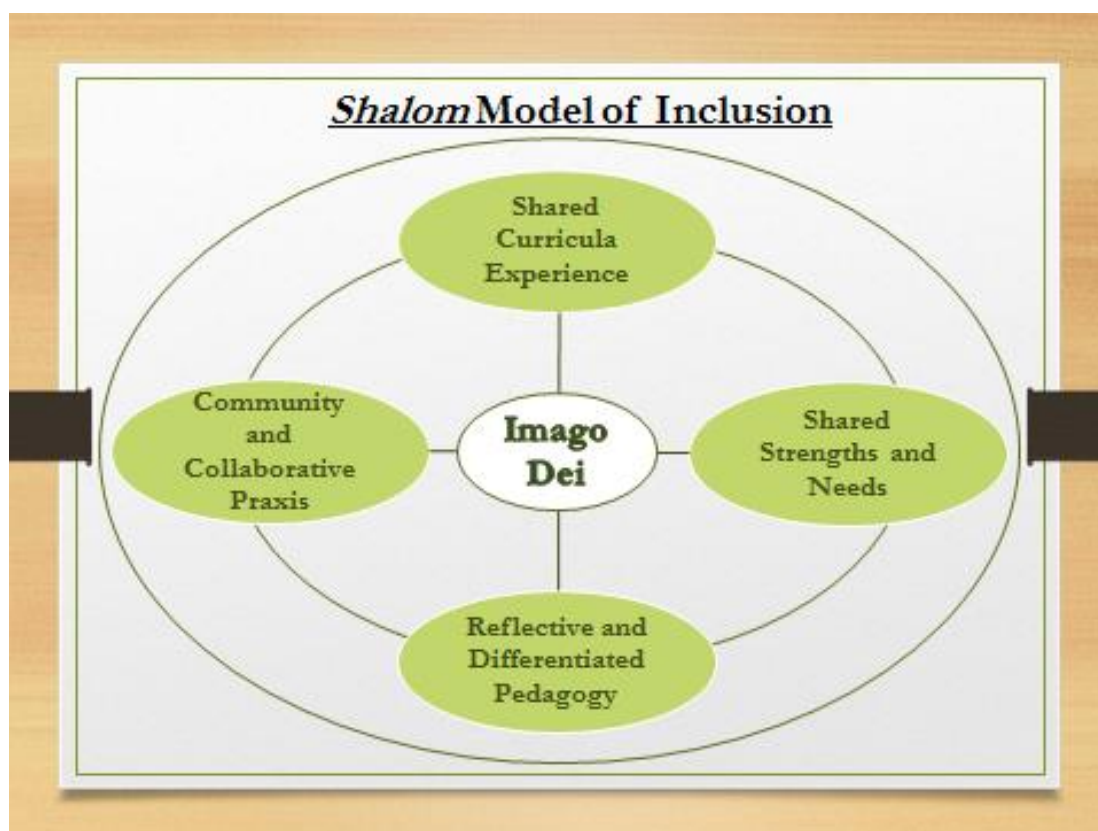 Shalom Model of Inclusion
Shared
Curricula
Experience
Community
and
Collaborative
Praxis
Imago
Dei
Shared
Strengths and
Needs
Reflective and
Differentiated
Pedagogy